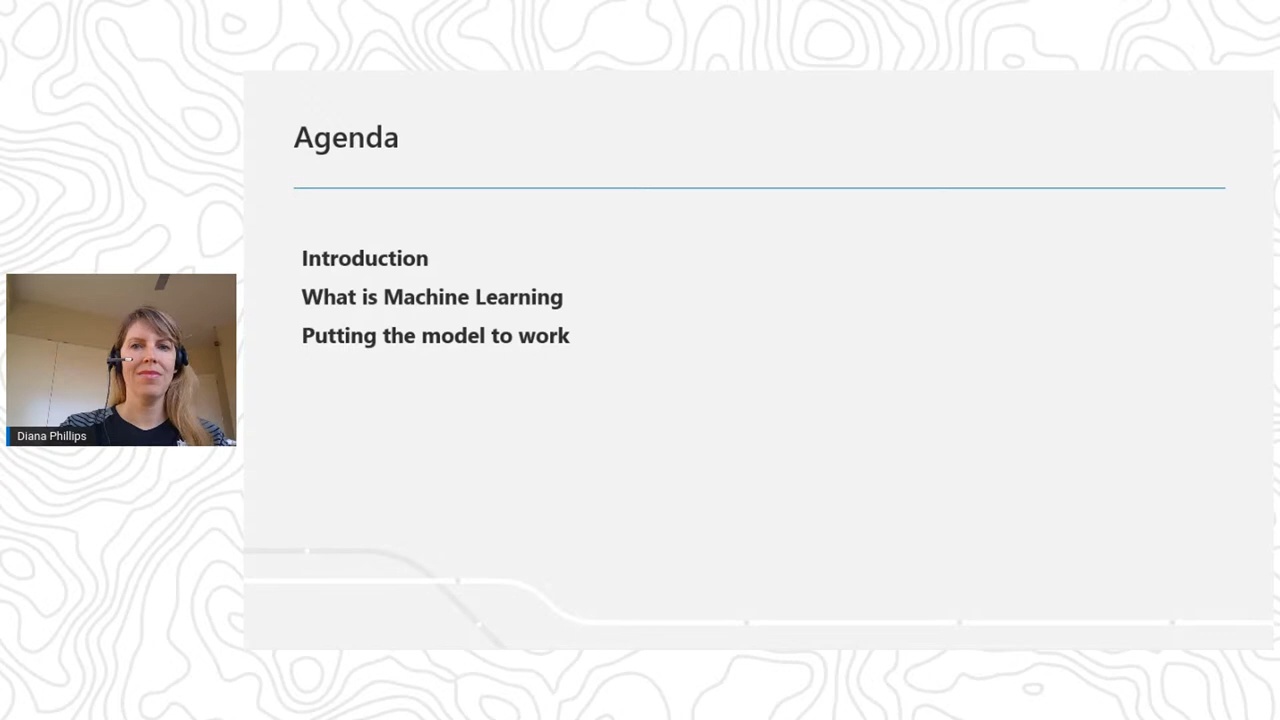 Agenda
Introduction
What is Machine Learning
Putting the model to work
Diana Phillips